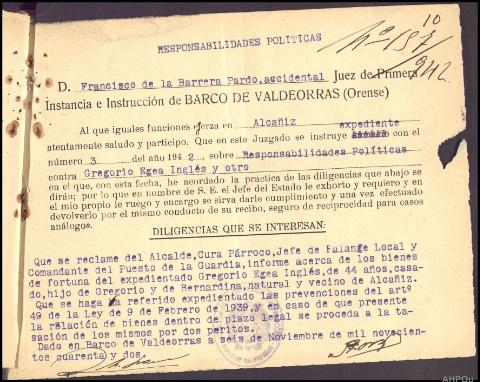 10
RESPONSABILIDADES POLITICAS
Nº 157
942.
D. Francisco de la Barrera Pardo,accidental Juez de Primera
Instancia e Instrucción de BARCO DE VALDEORRAS (Orense)
Al que iguales funciones ejerza en Alcañiz expediente
atentamente saludo y participo. Que en este Juzgado se instruye con el
número 3 del año 194 2, sobre Responsabilidades Políticas
contra Gregorio Egea Inglés y otro
en el que, con esta fecha, he acordado la práctica de las diligencias que abajo se
dirán; por lo que en nombre de S. E. el Jefe del Estado le exhorto y requiero y en
el mio propio le ruego y encargo se sirva darle cumplimiento y una vez efectuado
devolverlo por el mismo conducto de su recibo, seguro de reciprocidad para casos
análogos.
DILIGENCIAS QUE SE INTERESAN:
Que se reclame del Alcalde, Cura Párroco, Jefe de Falange Local y
Comandante del Puesto de la Guardia, informe acerca de los bienes
de fortuna del expedientado Gregorio Egea Inglés, de 44 años, casa-
do, hijo de Gregorio y de Bernardina, natural y vecino de Alcañiz.
Que se haga referido expedientado las prevenciones del artº
49 de la Ley de 9 de Febrero de 1939, y en caso de que presente
la relación de bienes dentro de plazo legal se proceda a la ta-
sación de los mismos por dos peritos.
Dado en Barco de Valdeorras a seis de Noviembre de mil novecien-
tos cuarenta y dos.
AHPOu